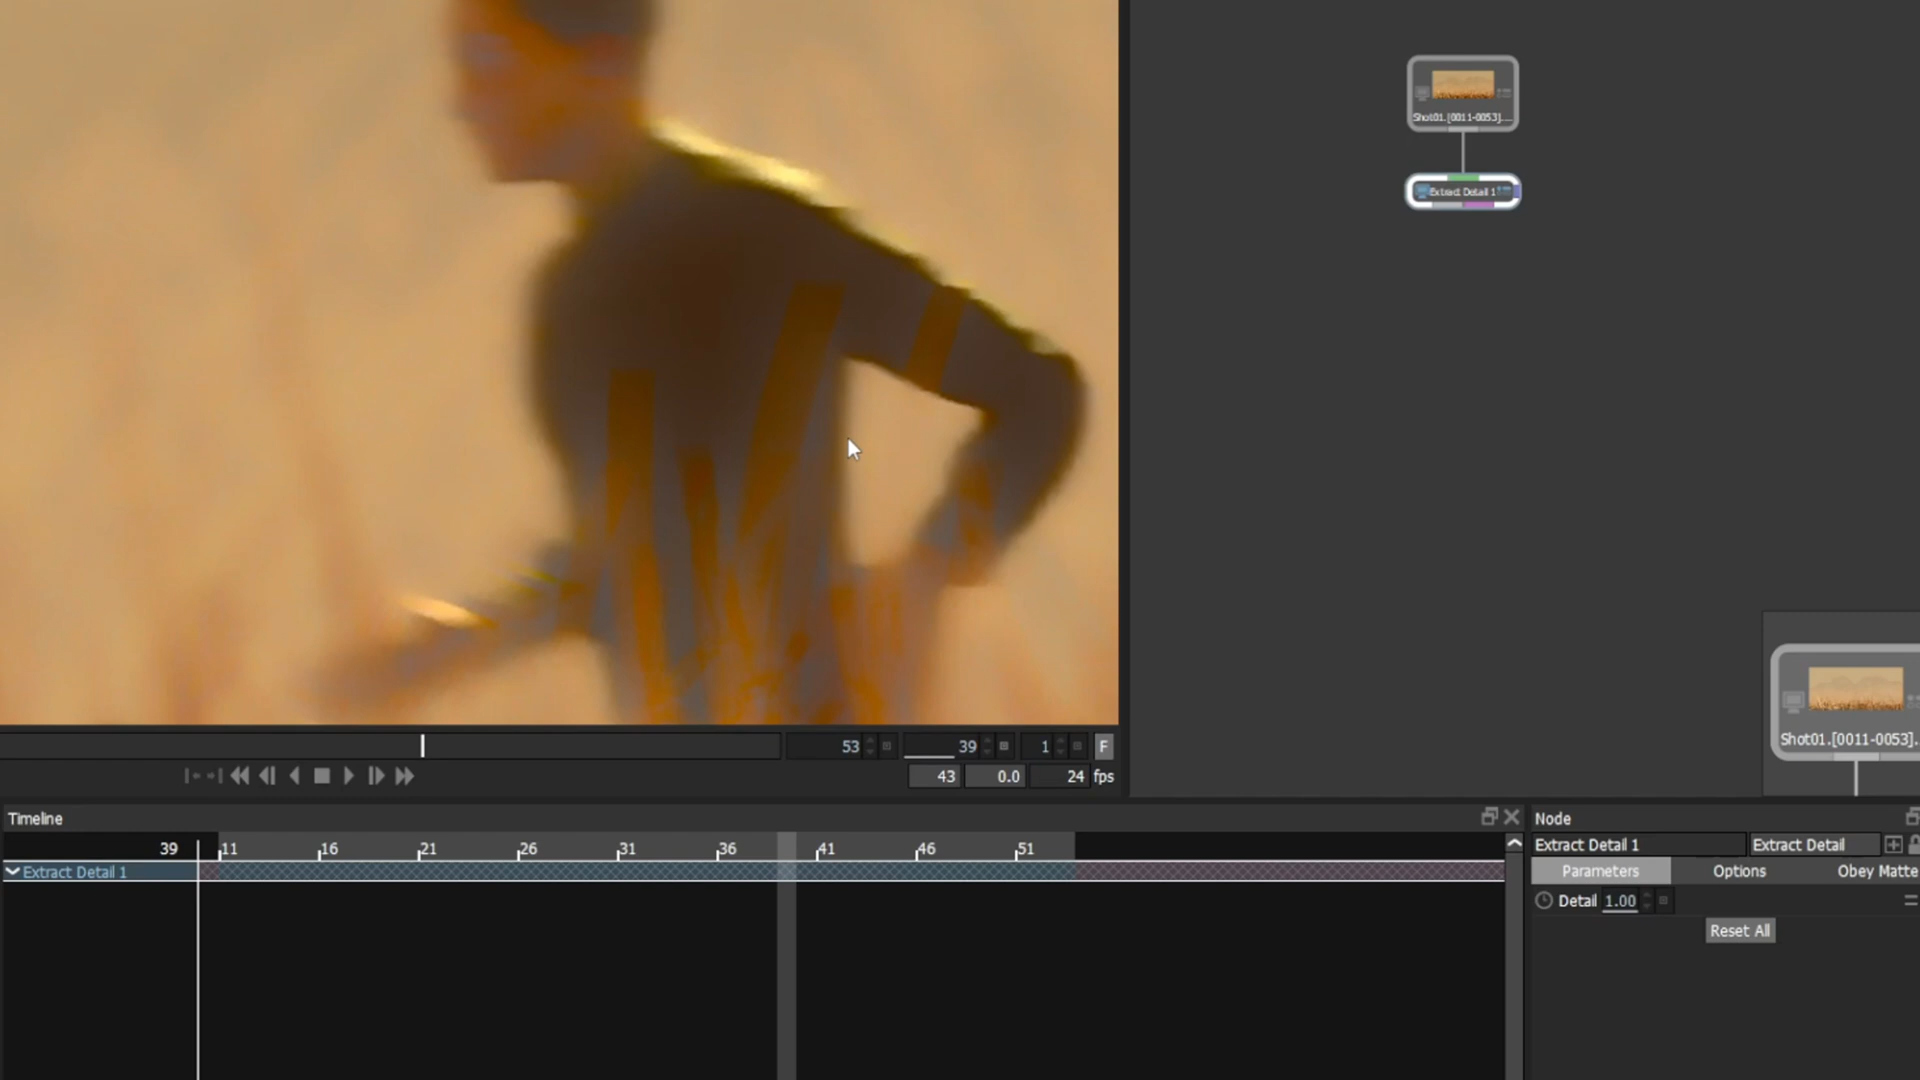 Shot01.[0011-0053]....
Extract Detail 1
Shot01.[0011-0053].
53 39 1 F
43 0.0 24 fps
Timeline
39 11 16 21 26 31 36 41 46 51
Extract Detail 1
Node
Extract Detail 1 Extract Detail
Parameters Options Obey Matte
Detail 1.00
Reset All